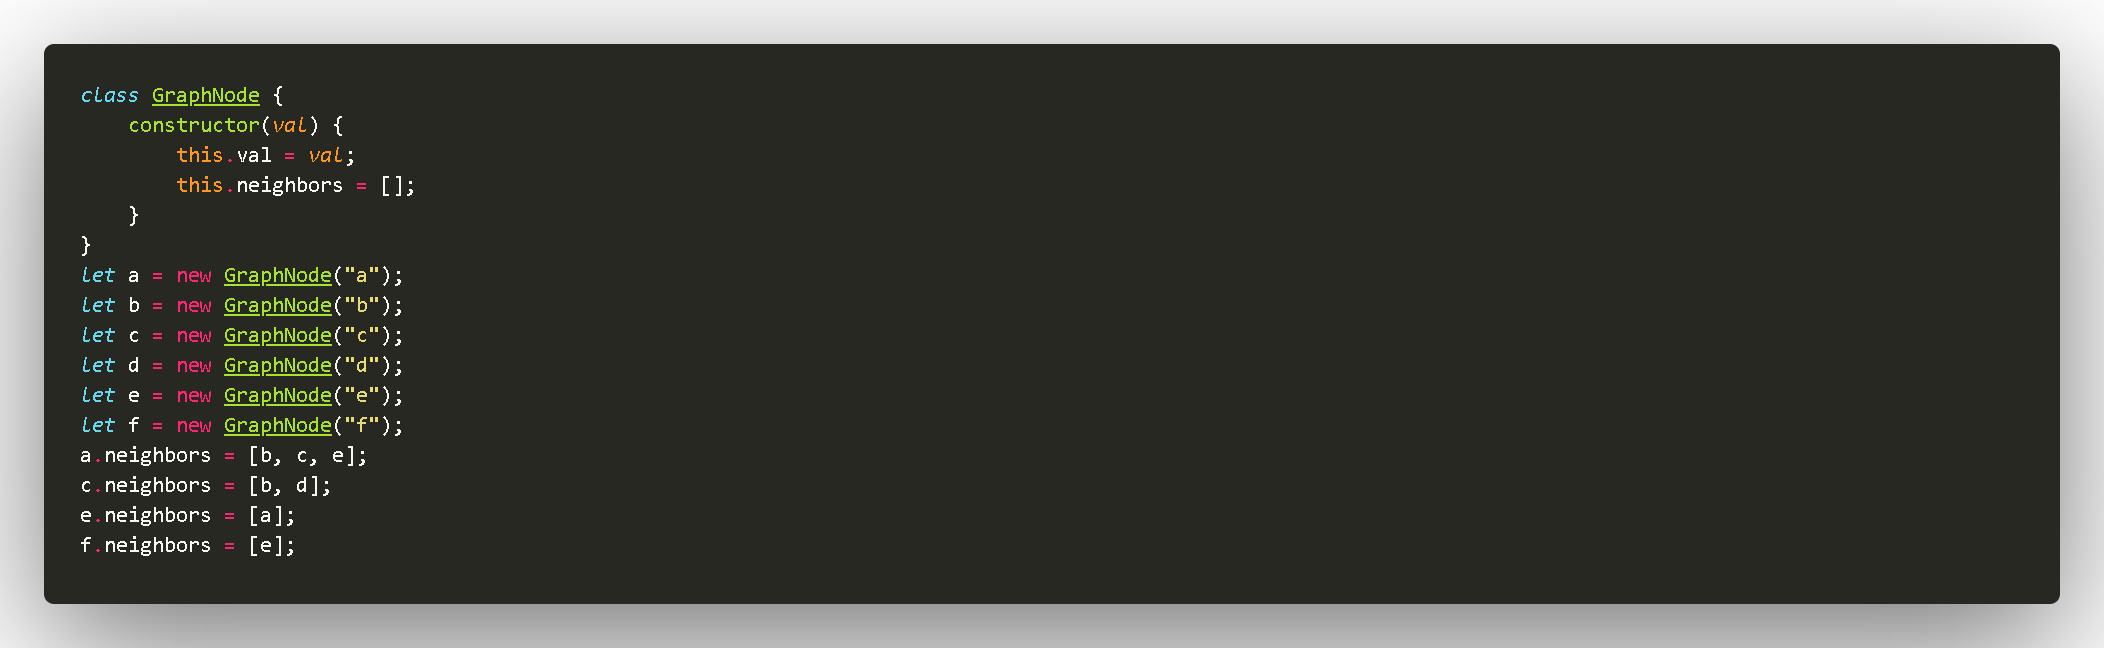 class GraphNode {
    constructor(val) {
        this.val = val;
        this.neighbors = [];
    }
}
let a = new GraphNode("a");
let b = new GraphNode("b");
let c = new GraphNode("c");
let d = new GraphNode("d");
let e = new GraphNode("e");
let f = new GraphNode("f");
a.neighbors = [b, c, e];
c.neighbors = [b, d];
e.neighbors = [a];
f.neighbors = [e];